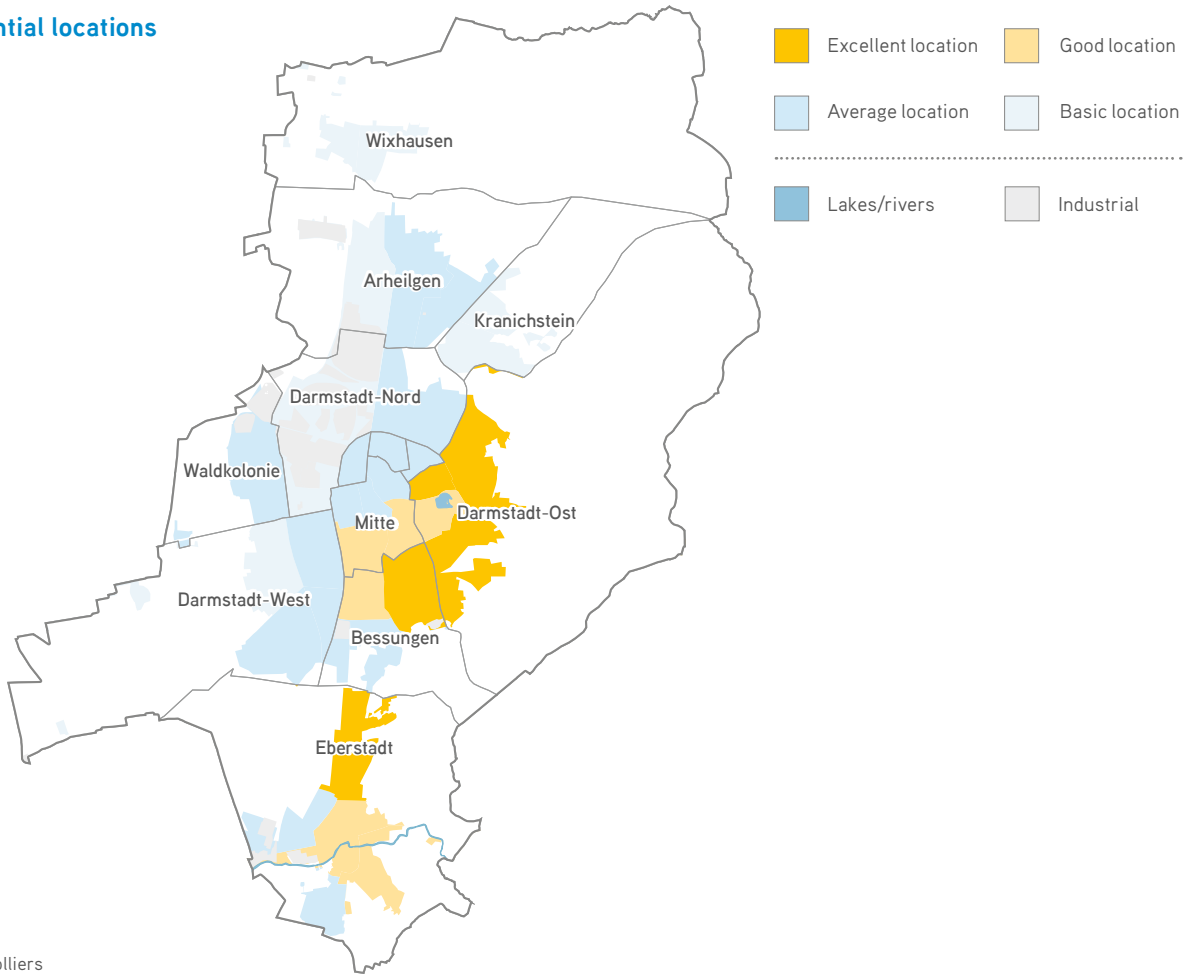 ntial locations
Excellent location
Good location
Average location
Basic location
Lakes/rivers
Industrial
Wixhausen
Arheilgen
Kranichstein
Darmstadt-Nord
Waldkolonie
Mitte
Darmstadt-Ost
Darmstadt-West
Bessungen
Eberstadt
olliers